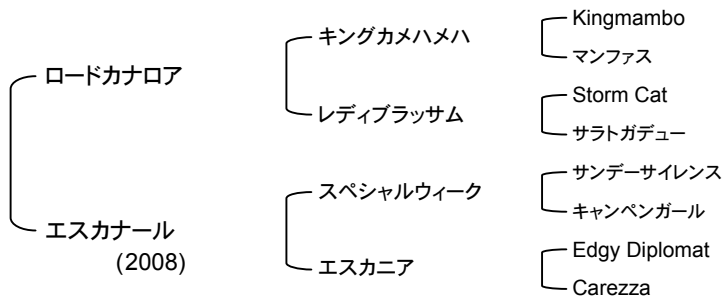 ロードカナロア
エスカナール
(2008)
キングカメハメハ
レディブラッサム
スペシャルウィーク
エスカニア
Kingmambo
マンファス
Storm Cat
サラトガデュー
サンデーサイレンス
キャンペンガール
Edgy Diplomat
Carezza